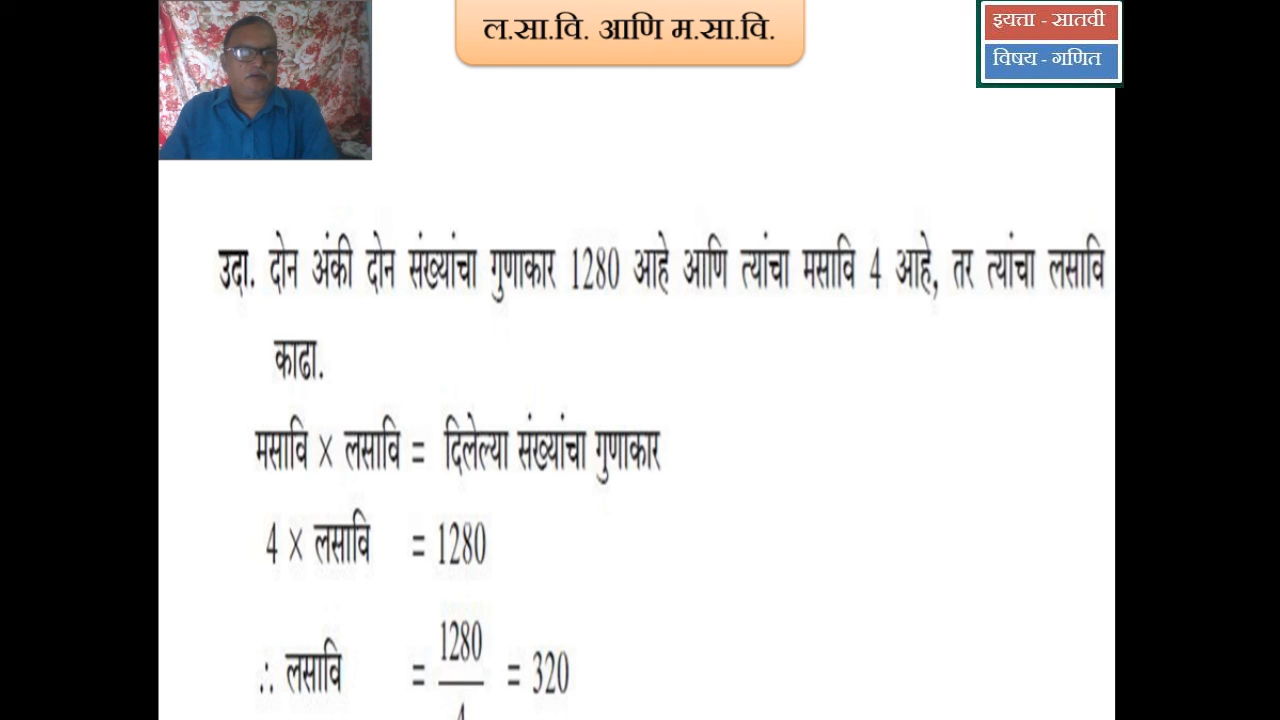 ल.सा.वि. आणि म.सा.वि.
इयत्ता - सातवी
विषय - गणित
उदा. दोन अंकी दोन संख्यांचा गुणाकार 1280 आहे आणि त्यांचा मसावि 4 आहे, तर त्यांचा लसावि
काढा.
मसावि × लसावि = दिलेल्या संख्यांचा गुणाकार
4 × लसावि = 1280
∴ लसावि = 1280/4 = 320